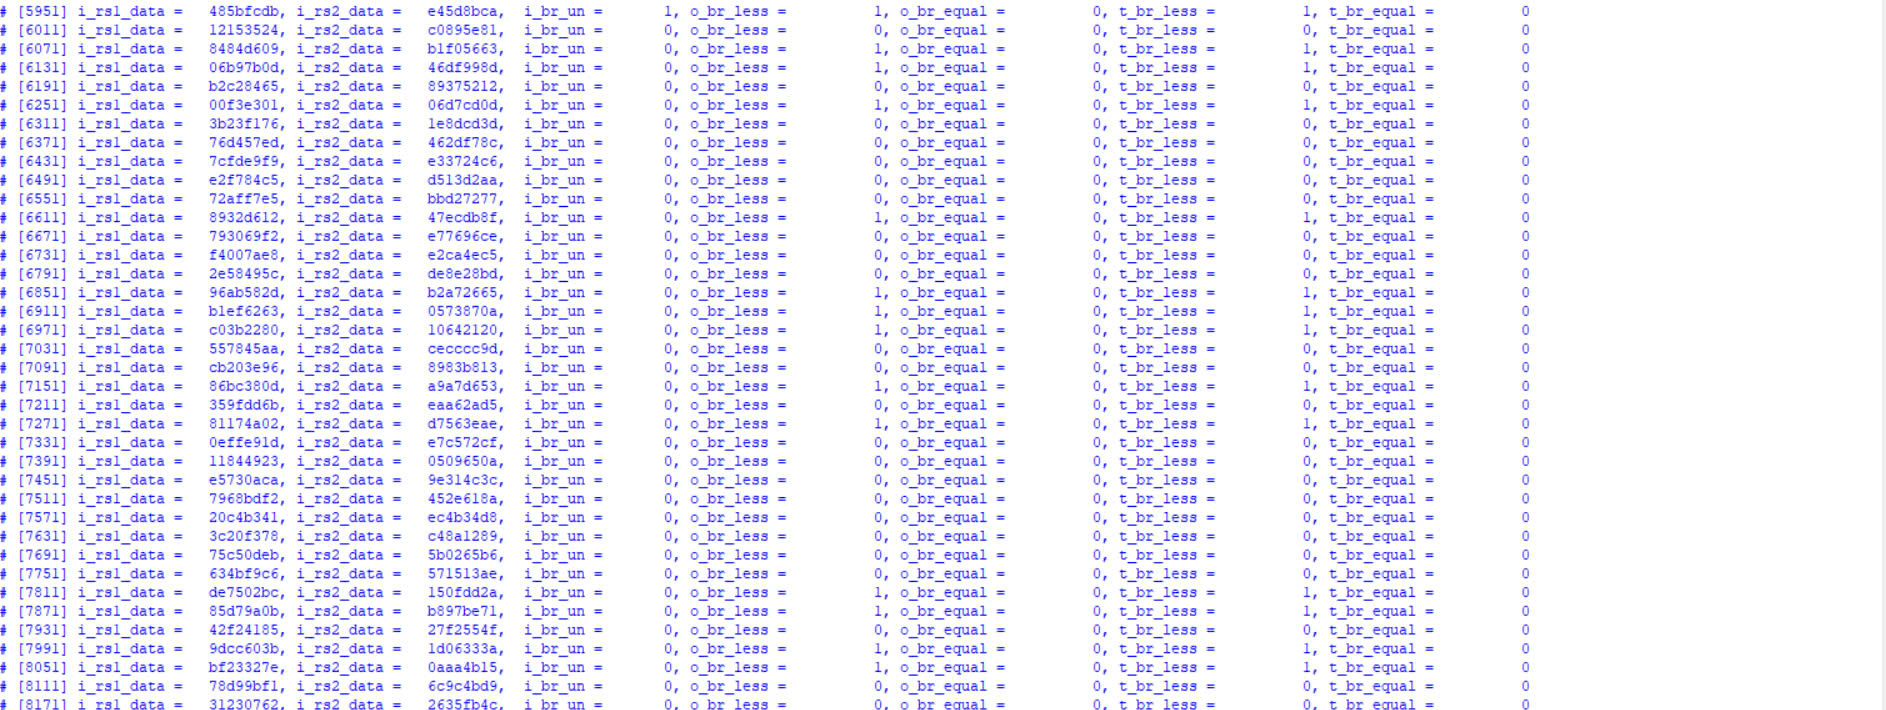 # [5951] i_rs1_data =   485bfcdb, i_rs2_data =   e45d8bca,  i_br_un =          1, o_br_less =          1, o_br_equal =          0, t_br_less =          1, t_br_equal =          0
# [6011] i_rs1_data =   12153524, i_rs2_data =   c0895e81,  i_br_un =          0, o_br_less =          0, o_br_equal =          0, t_br_less =          0, t_br_equal =          0
# [6071] i_rs1_data =   8484d609, i_rs2_data =   b1f05663,  i_br_un =          0, o_br_less =          1, o_br_equal =          0, t_br_less =          1, t_br_equal =          0
# [6131] i_rs1_data =   06b97b0d, i_rs2_data =   46df998d,  i_br_un =          0, o_br_less =          1, o_br_equal =          0, t_br_less =          1, t_br_equal =          0
# [6191] i_rs1_data =   b2c28465, i_rs2_data =   89375212,  i_br_un =          0, o_br_less =          0, o_br_equal =          0, t_br_less =          0, t_br_equal =          0
# [6251] i_rs1_data =   00f3e301, i_rs2_data =   06d7cd0d,  i_br_un =          0, o_br_less =          1, o_br_equal =          0, t_br_less =          1, t_br_equal =          0
# [6311] i_rs1_data =   3b23f176, i_rs2_data =   1e8dcd3d,  i_br_un =          0, o_br_less =          0, o_br_equal =          0, t_br_less =          0, t_br_equal =          0
# [6371] i_rs1_data =   76d457ed, i_rs2_data =   462df78c,  i_br_un =          0, o_br_less =          0, o_br_equal =          0, t_br_less =          0, t_br_equal =          0
# [6431] i_rs1_data =   7cfde9f9, i_rs2_data =   e33724c6,  i_br_un =          0, o_br_less =          0, o_br_equal =          0, t_br_less =          0, t_br_equal =          0
# [6491] i_rs1_data =   e2f784c5, i_rs2_data =   d513d2aa,  i_br_un =          0, o_br_less =          0, o_br_equal =          0, t_br_less =          0, t_br_equal =          0
# [6551] i_rs1_data =   72aff7e5, i_rs2_data =   bbd27277,  i_br_un =          0, o_br_less =          0, o_br_equal =          0, t_br_less =          0, t_br_equal =          0
# [6611] i_rs1_data =   8932d612, i_rs2_data =   47ecdb8f,  i_br_un =          0, o_br_less =          1, o_br_equal =          0, t_br_less =          1, t_br_equal =          0
# [6671] i_rs1_data =   793069f2, i_rs2_data =   e77696ce,  i_br_un =          0, o_br_less =          0, o_br_equal =          0, t_br_less =          0, t_br_equal =          0
# [6731] i_rs1_data =   f4007ae8, i_rs2_data =   e2ca4ec5,  i_br_un =          0, o_br_less =          0, o_br_equal =          0, t_br_less =          0, t_br_equal =          0
# [6791] i_rs1_data =   2e58495c, i_rs2_data =   de8e28bd,  i_br_un =          0, o_br_less =          0, o_br_equal =          0, t_br_less =          0, t_br_equal =          0
# [6851] i_rs1_data =   96ab582d, i_rs2_data =   b2a72665,  i_br_un =          0, o_br_less =          1, o_br_equal =          0, t_br_less =          1, t_br_equal =          0
# [6911] i_rs1_data =   b1ef6263, i_rs2_data =   0573870a,  i_br_un =          0, o_br_less =          1, o_br_equal =          0, t_br_less =          1, t_br_equal =          0
# [6971] i_rs1_data =   c03b2280, i_rs2_data =   10642120,  i_br_un =          0, o_br_less =          1, o_br_equal =          0, t_br_less =          1, t_br_equal =          0
# [7031] i_rs1_data =   557845aa, i_rs2_data =   cecccc9d,  i_br_un =          0, o_br_less =          0, o_br_equal =          0, t_br_less =          0, t_br_equal =          0
# [7091] i_rs1_data =   cb203e96, i_rs2_data =   8983b813,  i_br_un =          0, o_br_less =          0, o_br_equal =          0, t_br_less =          0, t_br_equal =          0
# [7151] i_rs1_data =   86bc380d, i_rs2_data =   a9a7d653,  i_br_un =          0, o_br_less =          1, o_br_equal =          0, t_br_less =          1, t_br_equal =          0
# [7211] i_rs1_data =   359fdd6b, i_rs2_data =   eaa62ad5,  i_br_un =          0, o_br_less =          0, o_br_equal =          0, t_br_less =          0, t_br_equal =          0
# [7271] i_rs1_data =   81174a02, i_rs2_data =   d7563eae,  i_br_un =          0, o_br_less =          1, o_br_equal =          0, t_br_less =          1, t_br_equal =          0
# [7331] i_rs1_data =   0effe91d, i_rs2_data =   e7c572cf,  i_br_un =          0, o_br_less =          0, o_br_equal =          0, t_br_less =          0, t_br_equal =          0
# [7391] i_rs1_data =   11844923, i_rs2_data =   0509650a,  i_br_un =          0, o_br_less =          0, o_br_equal =          0, t_br_less =          0, t_br_equal =          0
# [7451] i_rs1_data =   e5730aca, i_rs2_data =   9e314c3c,  i_br_un =          0, o_br_less =          0, o_br_equal =          0, t_br_less =          0, t_br_equal =          0
# [7511] i_rs1_data =   7968bdf2, i_rs2_data =   452e618a,  i_br_un =          0, o_br_less =          0, o_br_equal =          0, t_br_less =          0, t_br_equal =          0
# [7571] i_rs1_data =   20c4b341, i_rs2_data =   ec4b34d8,  i_br_un =          0, o_br_less =          0, o_br_equal =          0, t_br_less =          0, t_br_equal =          0
# [7631] i_rs1_data =   3c20f378, i_rs2_data =   c48a1289,  i_br_un =          0, o_br_less =          0, o_br_equal =          0, t_br_less =          0, t_br_equal =          0
# [7691] i_rs1_data =   75c50deb, i_rs2_data =   5b0265b6,  i_br_un =          0, o_br_less =          0, o_br_equal =          0, t_br_less =          0, t_br_equal =          0
# [7751] i_rs1_data =   634bf9c6, i_rs2_data =   571513ae,  i_br_un =          0, o_br_less =          0, o_br_equal =          0, t_br_less =          0, t_br_equal =          0
# [7811] i_rs1_data =   de7502bc, i_rs2_data =   150fdd2a,  i_br_un =          0, o_br_less =          1, o_br_equal =          0, t_br_less =          1, t_br_equal =          0
# [7871] i_rs1_data =   85d79a0b, i_rs2_data =   b897be71,  i_br_un =          0, o_br_less =          1, o_br_equal =          0, t_br_less =          1, t_br_equal =          0
# [7931] i_rs1_data =   42f24185, i_rs2_data =   27f2554f,  i_br_un =          0, o_br_less =          0, o_br_equal =          0, t_br_less =          0, t_br_equal =          0
# [7991] i_rs1_data =   9dcc603b, i_rs2_data =   1d06333a,  i_br_un =          0, o_br_less =          1, o_br_equal =          0, t_br_less =          1, t_br_equal =          0
# [8051] i_rs1_data =   bf23327e, i_rs2_data =   0aaa4b15,  i_br_un =          0, o_br_less =          1, o_br_equal =          0, t_br_less =          1, t_br_equal =          0
# [8111] i_rs1_data =   78d99bf1, i_rs2_data =   6c9c4bd9,  i_br_un =          0, o_br_less =          0, o_br_equal =          0, t_br_less =          0, t_br_equal =          0
# [8171] i_rs1_data =   31230762, i_rs2_data =   2635fb4c,  i_br_un =          0, o_br_less =          0, o_br_equal =          0, t_br_less =          0, t_br_equal =          0